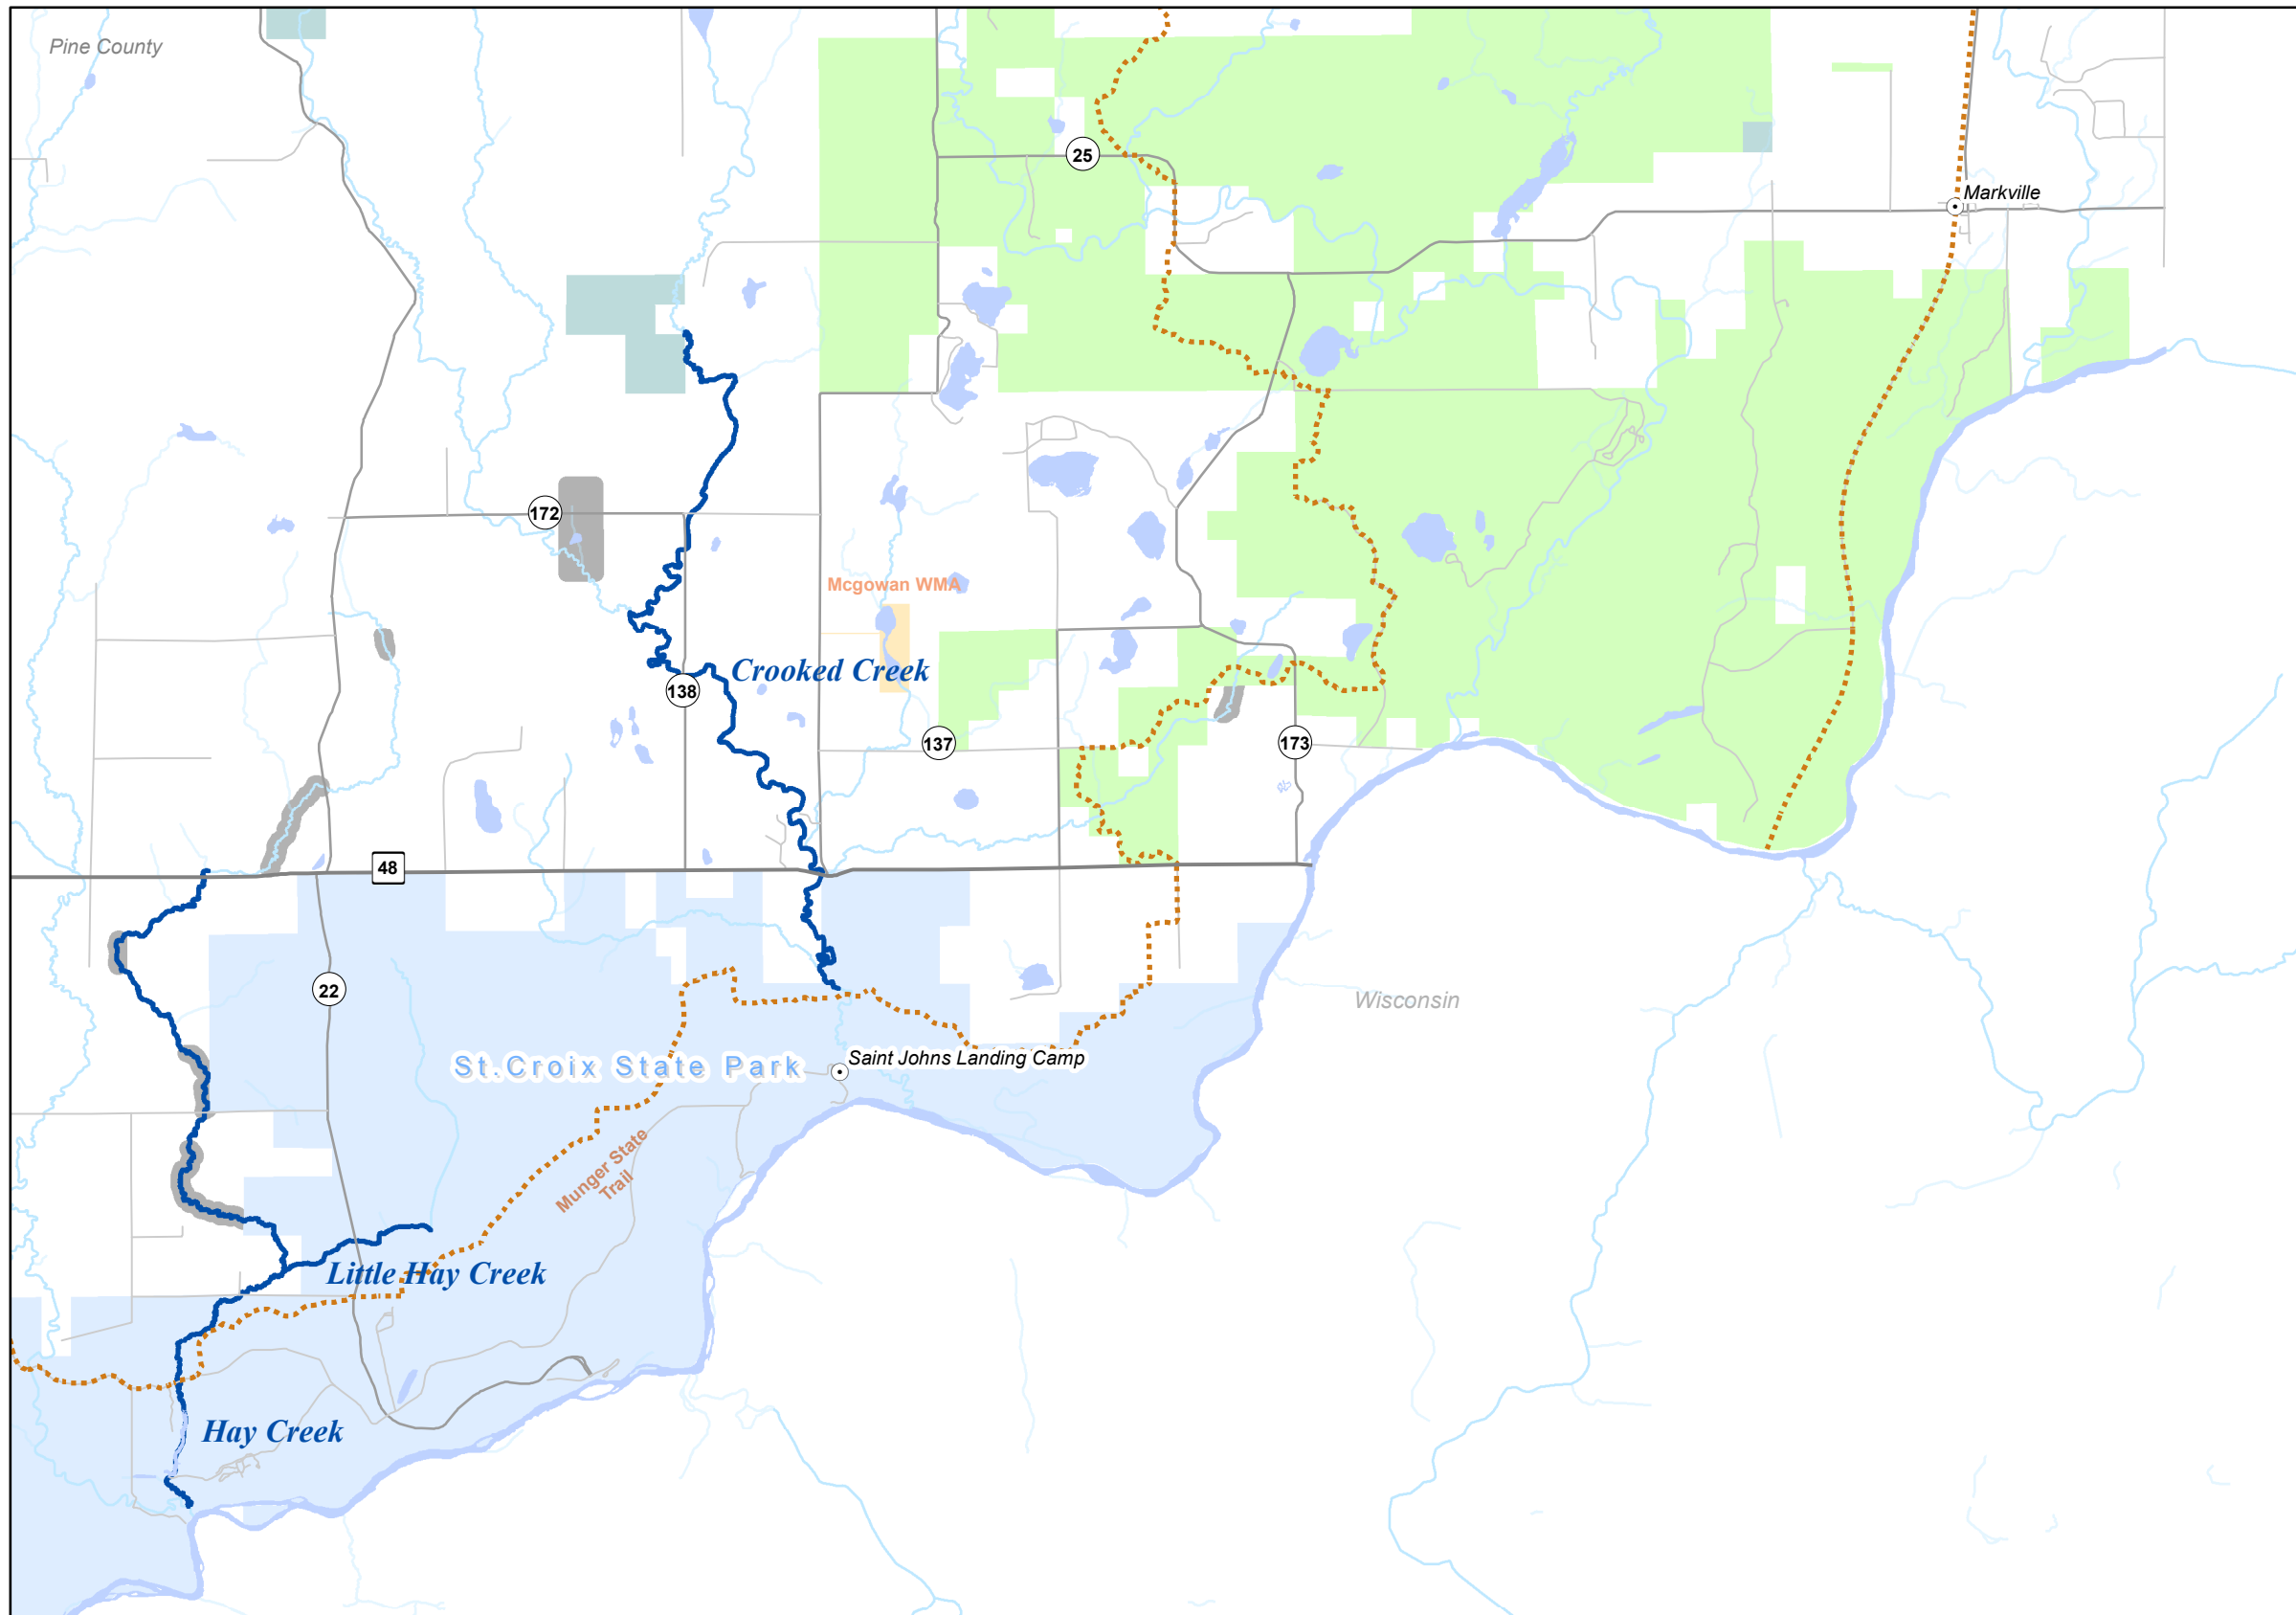 Pine County
25
Markville
172
Mcgowan WMA
Crooked Creek
138
137
173
48
22
Wisconsin
Saint Johns Landing Camp
St.Croix State Park
Munger State
Trail
Little Hay Creek
Hay Creek